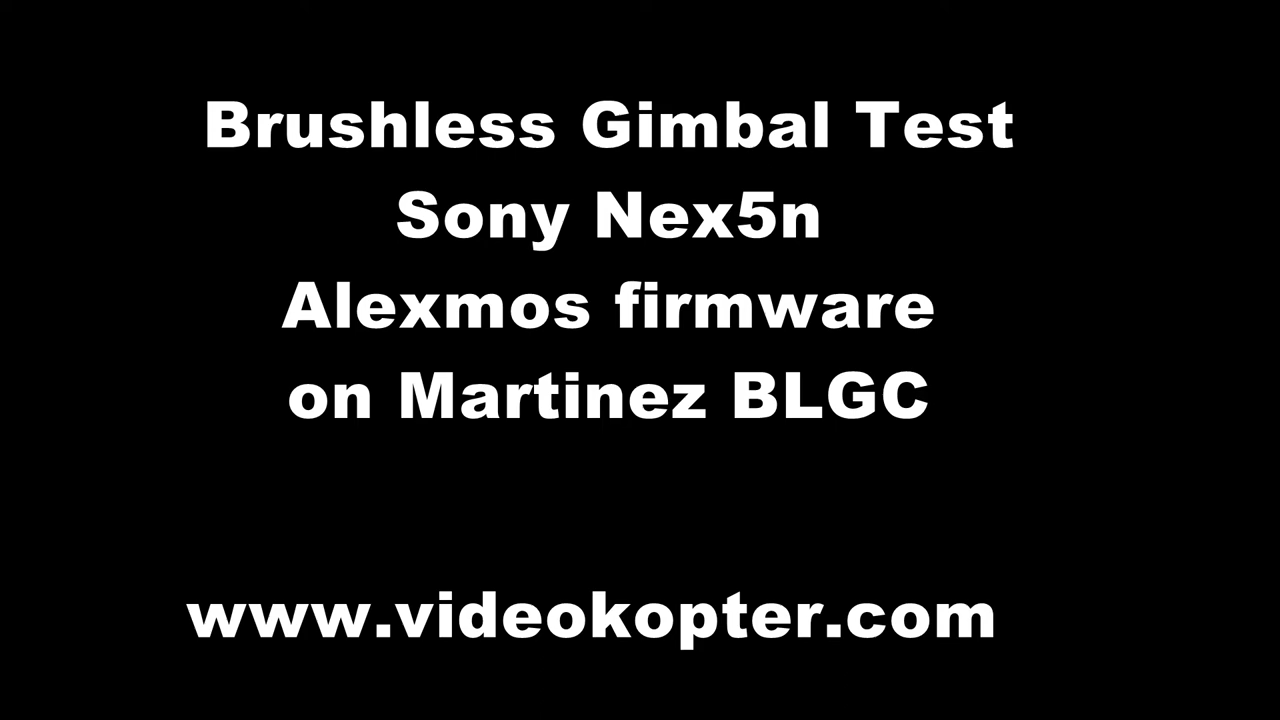 Brushless Gimbal Test
Sony Nex5n
Alexmos firmware
on Martinez BLGC
www.videokopter.com